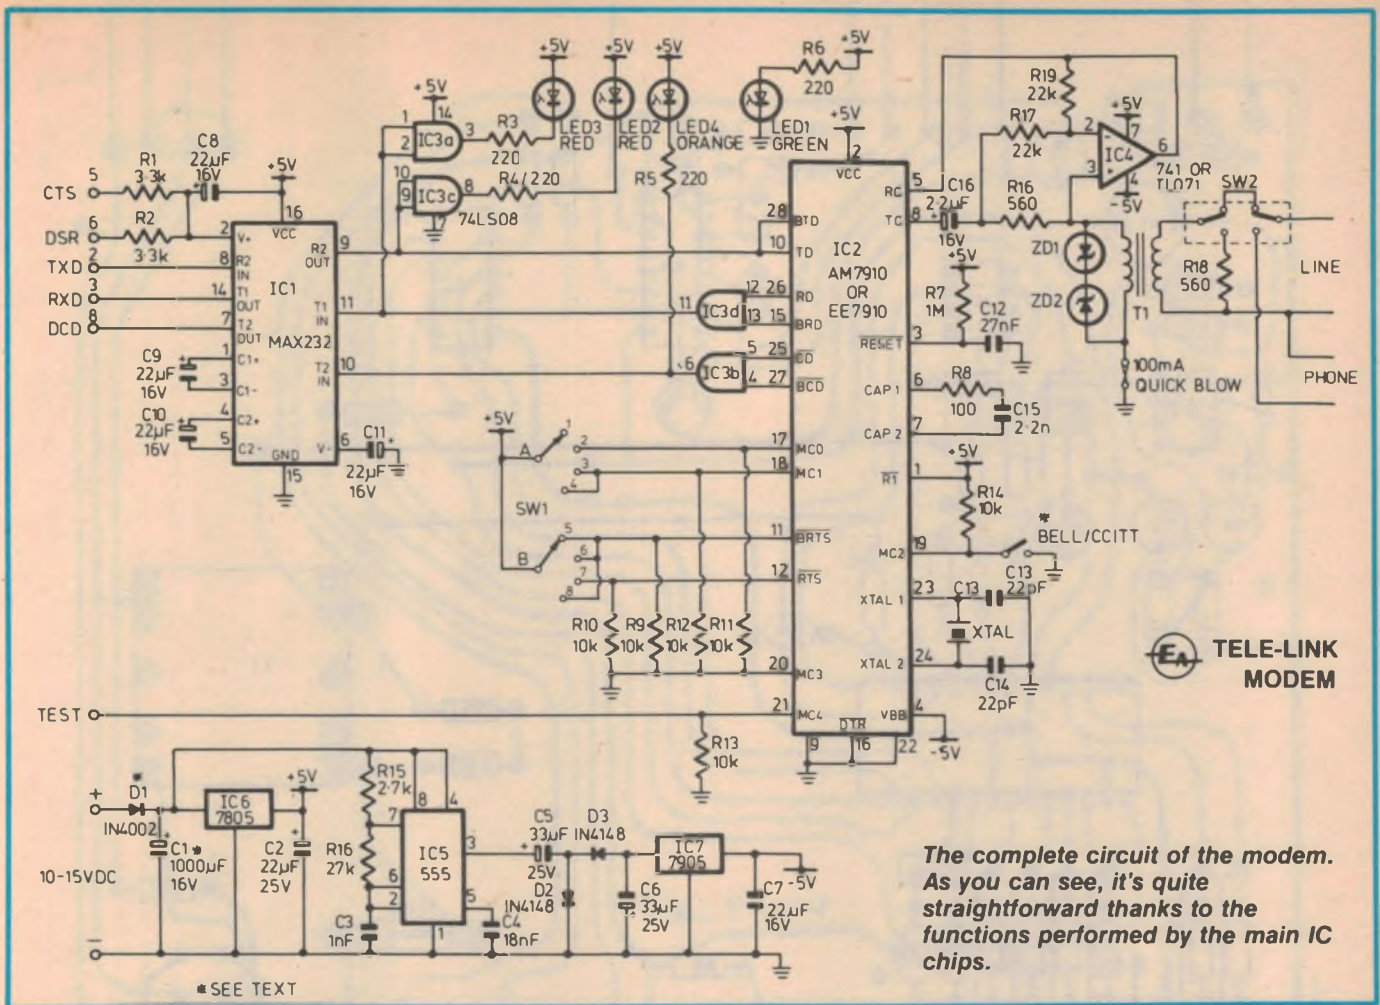 +5V
+5V
+5V
+5V
R6
220
+5V
LED3
RED
LED2
RED
LED4
ORANGE
LED1
GREEN
1
2
14
IC3a
3
R3
220
10
9
IC3c
8
7
R4/220
74LS08
R5
220
5
CTS
R1
3·3k
C8
22µF
16V
+5V
6
DSR
R2
3·3k
2
TXD
3
RXD
8
DCD
16
VCC
2
V+
8
R2
IN
14
T1
OUT
7
T2
OUT
IC1
MAX232
R2
OUT
9
T1
IN
11
T2
IN
10
C9
22µF
16V
1
C1+
3
C1-
C10
22µF
16V
4
C2+
5
C2-
GND
15
V-
6
C11
22µF
16V
+5V
2
VCC
28
BTD
10
TD
IC2
AM7910
OR
EE7910
11
IC3d
12
13
26
RD
15
BRD
6
IC3b
5
4
25
CD
27
BCD
+5V
A
1
2
3
4
SW1
B
5
6
7
8
17
MC0
18
MC1
11
BRTS
12
RTS
R10
10k
R9
10k
R12
10k
R11
10k
20
MC3
TEST
21
MC4
R13
10k
DTR
9
16
22
VBB
4
-5V
RC
5
TC
8
C16
2·2µF
16V
R19
22k
R17
22k
R16
560
+5V
2
7
IC4
3
4
6
-5V
741 OR
TL071
SW2
ZD1
ZD2
T1
R18
560
LINE
PHONE
100mA
QUICK BLOW
+5V
R7
1M
C12
27nF
RESET
3
CAP 1
6
R8
100
C15
2·2n
CAP 2
7
+5V
R1
1
R14
10k
*
BELL/CCITT
MC2
19
C13
C13
22pF
XTAL 1
23
XTAL
XTAL 2
24
C14
22pF
EA
TELE-LINK
MODEM
+
*
D1
IN4002
10-15VDC
C1*
1000µF
16V
IC6
7805
+5V
C2
22µF
25V
R15
2·7k
R16
27k
C3
1nF
7
8
4
6
2
IC5
555
3
5
1
C4
18nF
C5
33µF
25V
D3
IN4148
D2
IN4148
C6
33µF
25V
IC7
7905
C7
22µF
16V
-5V
−
*SEE TEXT
The complete circuit of the modem.
As you can see, it's quite
straightforward thanks to the
functions performed by the main IC
chips.